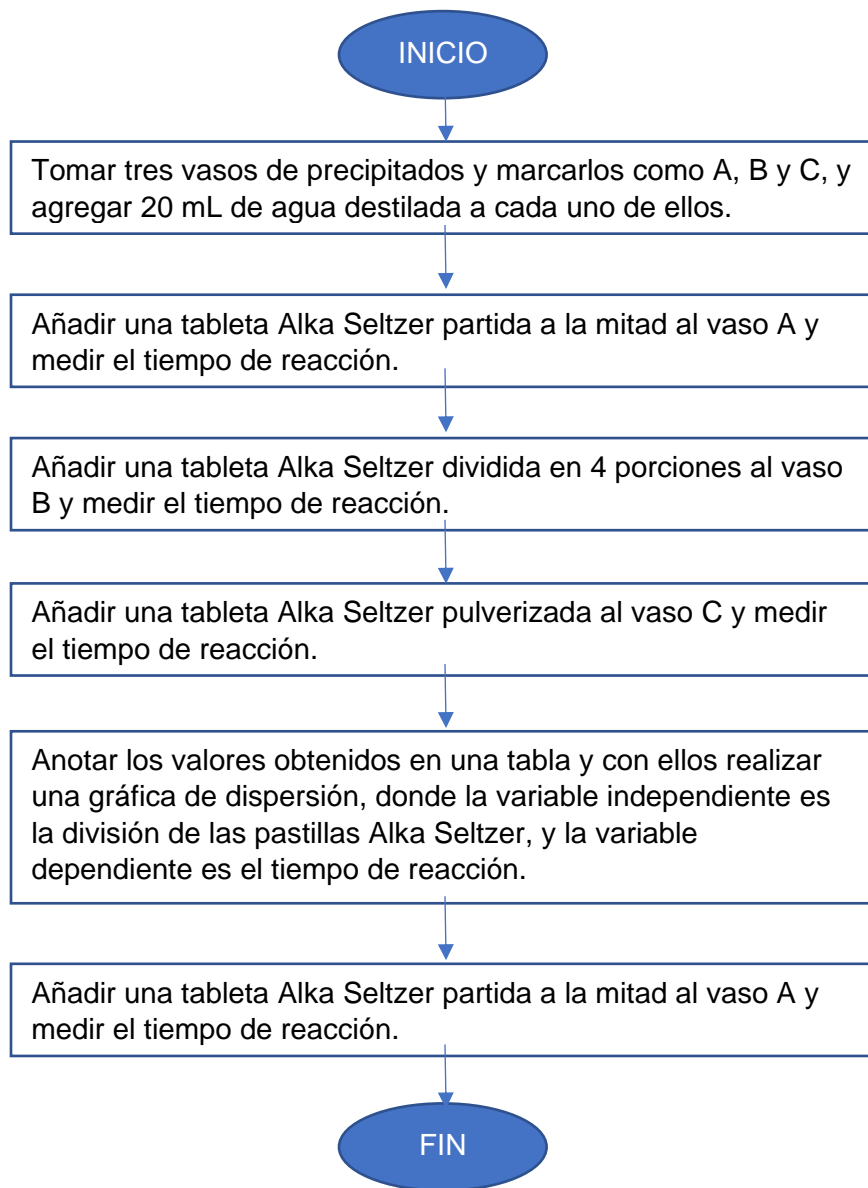 INICIO
Tomar tres vasos de precipitados y marcarlos como A, B y C, y
agregar 20 mL de agua destilada a cada uno de ellos.
Añadir una tableta Alka Seltzer partida a la mitad al vaso A y
medir el tiempo de reacción.
Añadir una tableta Alka Seltzer dividida en 4 porciones al vaso
B y medir el tiempo de reacción.
Añadir una tableta Alka Seltzer pulverizada al vaso C y medir
el tiempo de reacción.
Anotar los valores obtenidos en una tabla y con ellos realizar
una gráfica de dispersión, donde la variable independiente es
la división de las pastillas Alka Seltzer, y la variable
dependiente es el tiempo de reacción.
Añadir una tableta Alka Seltzer partida a la mitad al vaso A y
medir el tiempo de reacción.
FIN